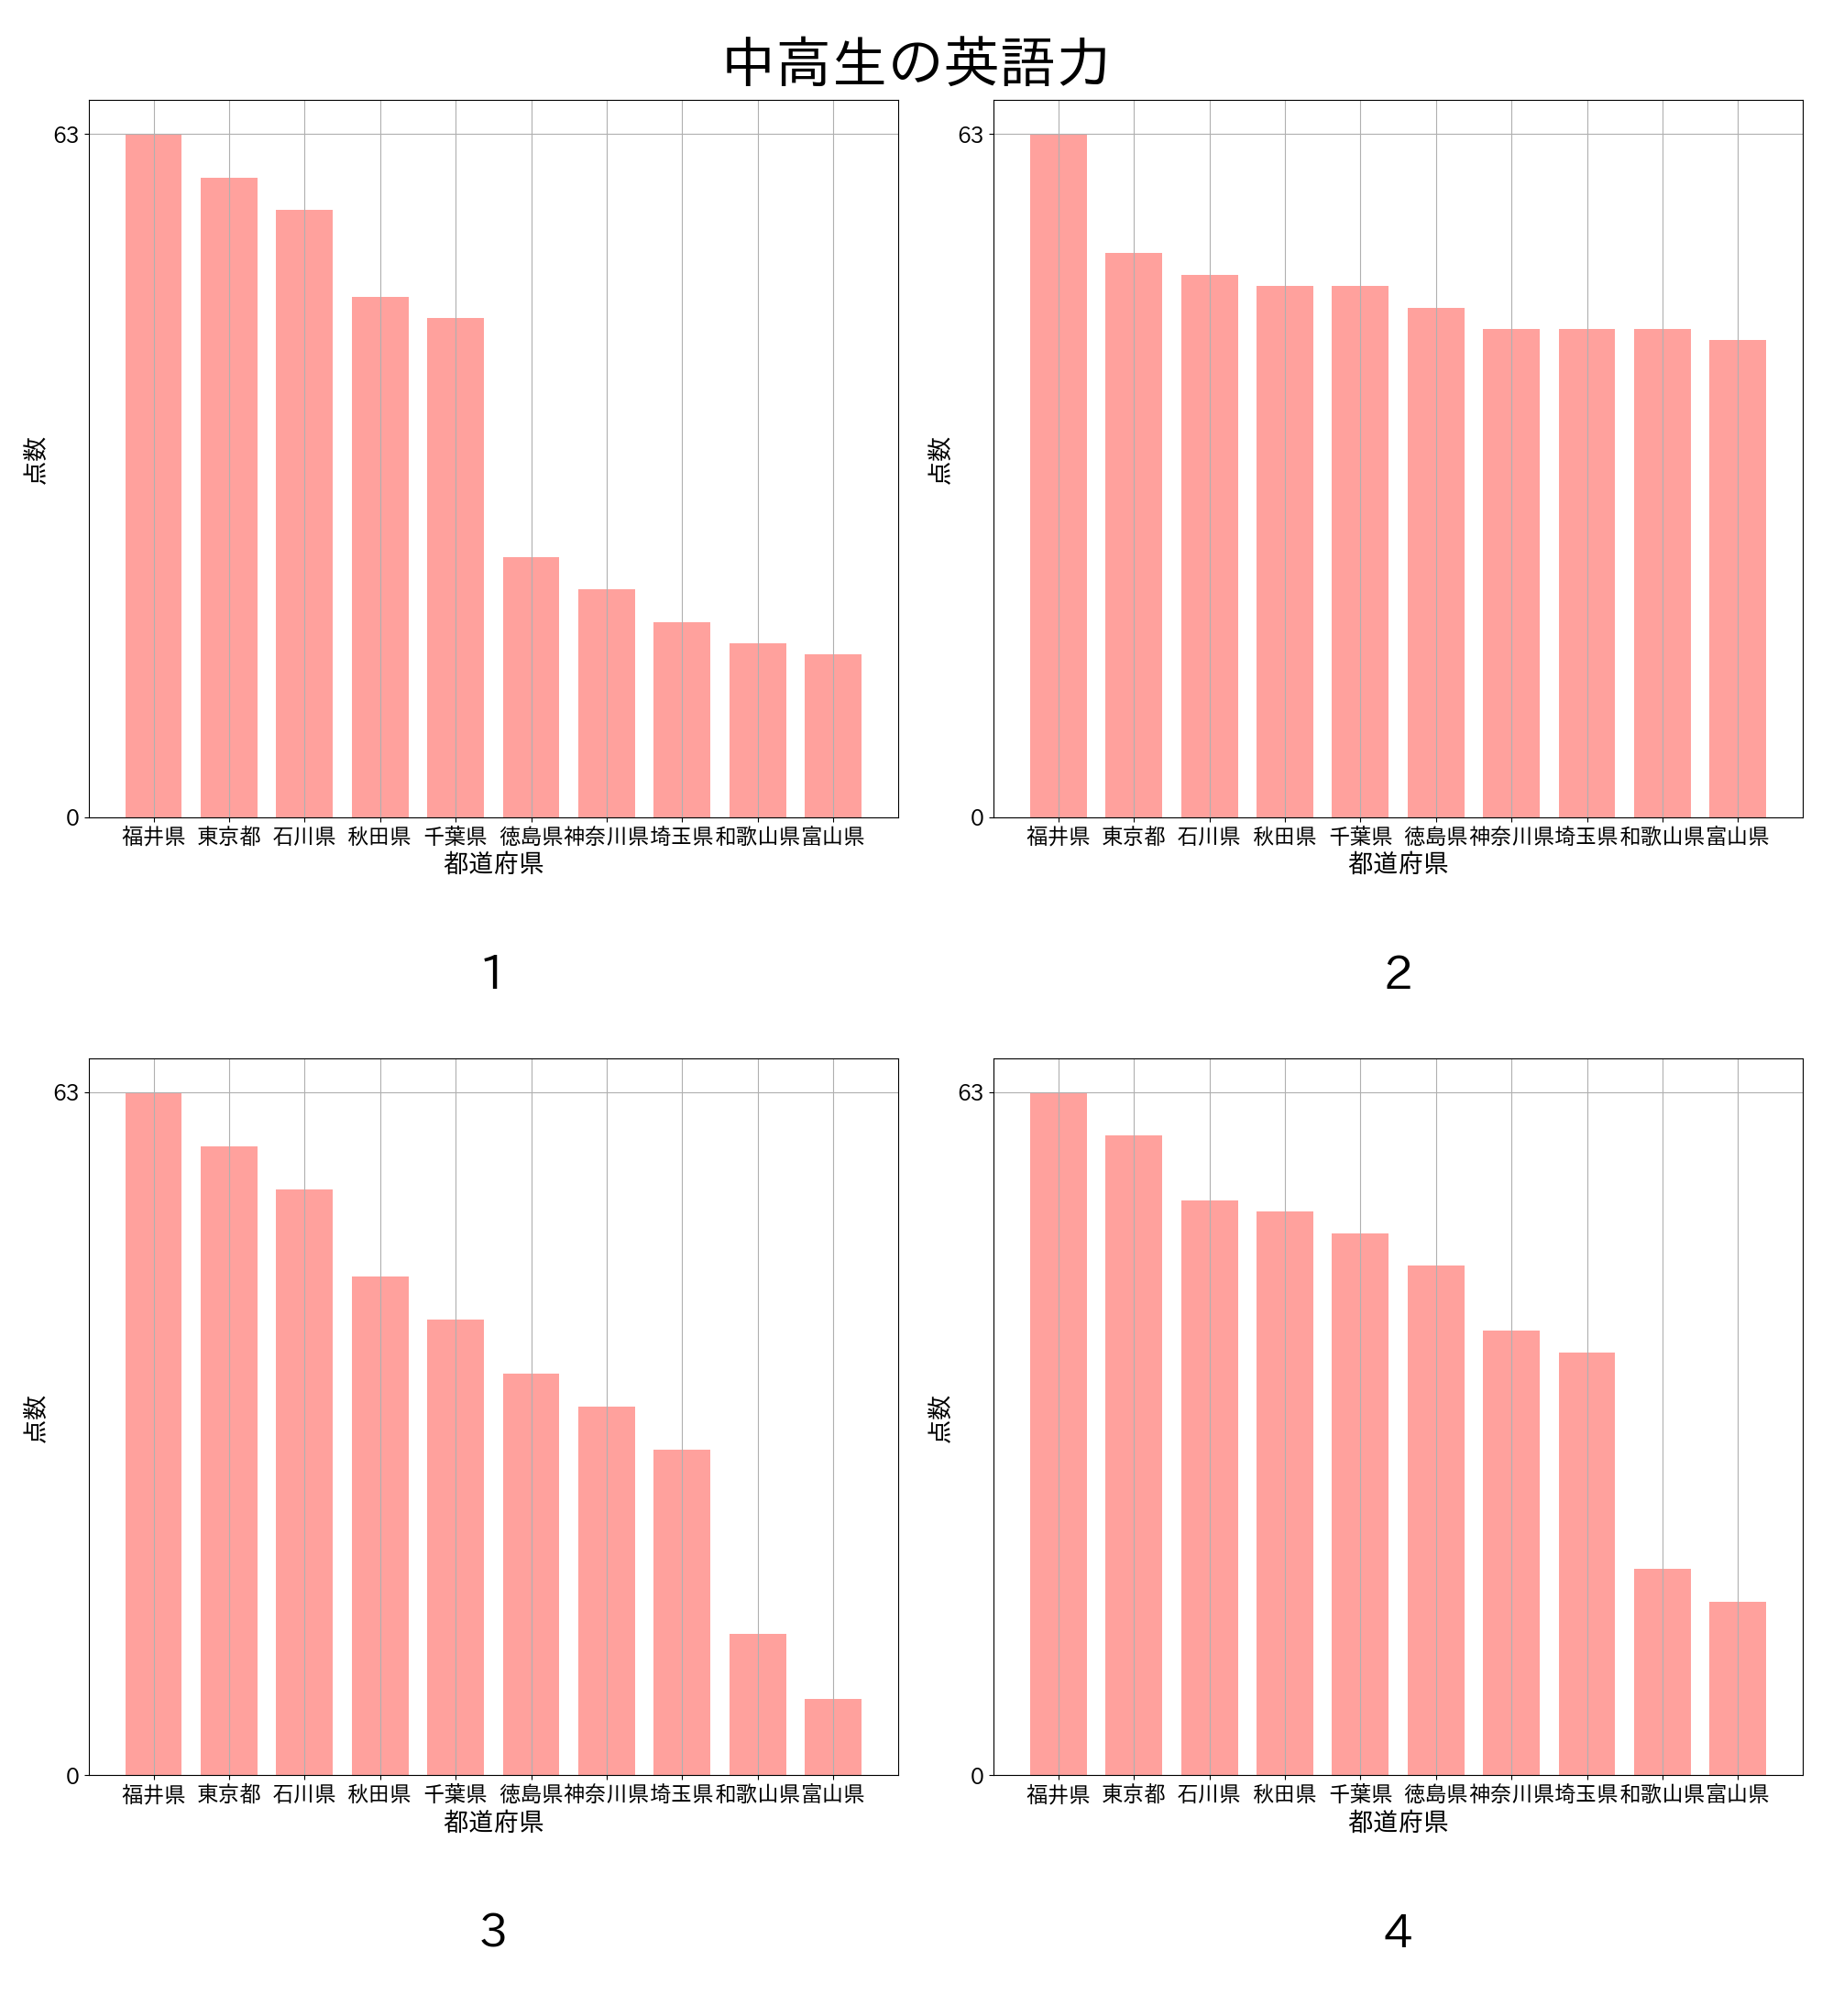 中高生の英語力
63
0
点数
福井県 東京都 石川県 秋田県 千葉県 徳島県 神奈川県 埼玉県 和歌山県 富山県
都道府県
1
63
0
点数
福井県 東京都 石川県 秋田県 千葉県 徳島県 神奈川県 埼玉県 和歌山県 富山県
都道府県
2
63
0
点数
福井県 東京都 石川県 秋田県 千葉県 徳島県 神奈川県 埼玉県 和歌山県 富山県
都道府県
3
63
0
点数
福井県 東京都 石川県 秋田県 千葉県 徳島県 神奈川県 埼玉県 和歌山県 富山県
都道府県
4